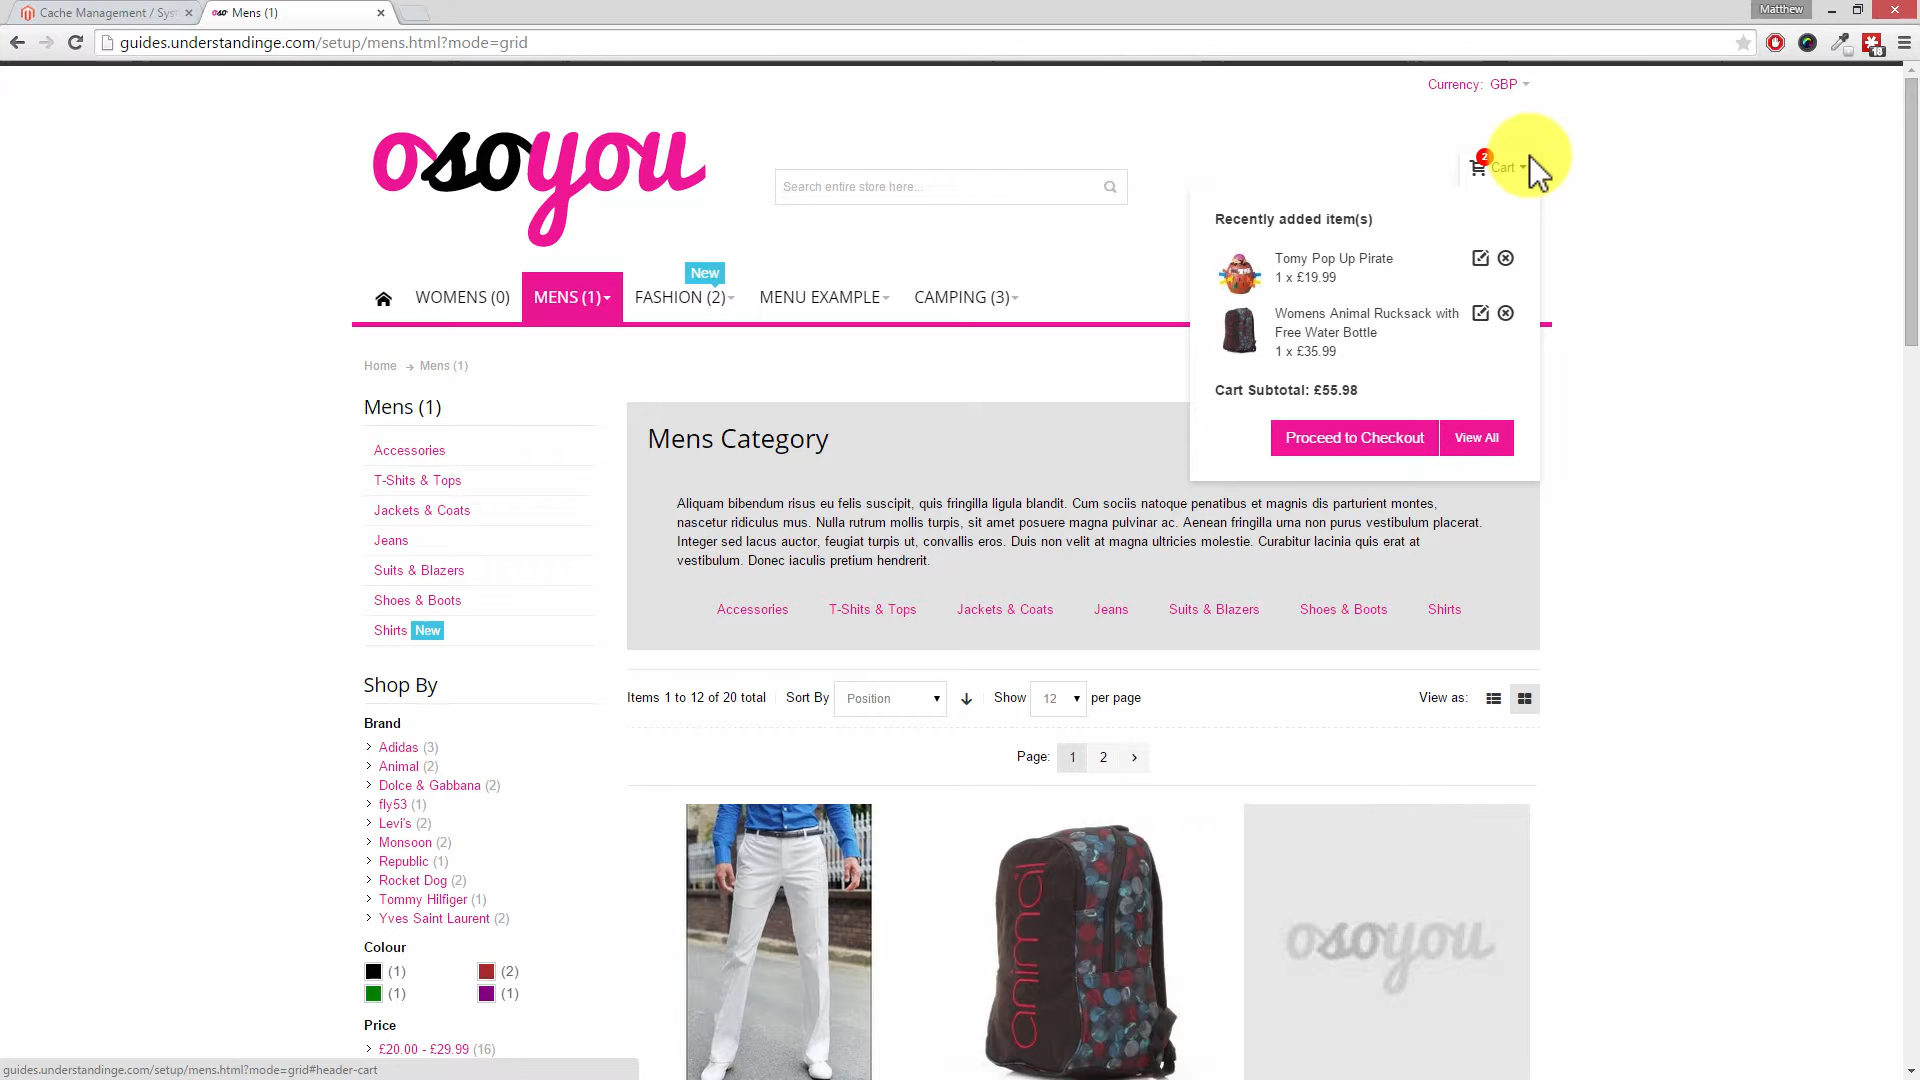 Cache Management / Sys
Mens (1)
Matthew
guides.understandinge.com/setup/mens.html?mode=grid
18
Currency: GBP
osoyou
Search entire store here...
2
Cart
Recently added item(s)
Tomy Pop Up Pirate
1 x £19.99
Womens Animal Rucksack with
Free Water Bottle
1 x £35.99
Cart Subtotal: £55.98
Proceed to Checkout
View All
New
WOMENS (0)
MENS (1)
FASHION (2)
MENU EXAMPLE
CAMPING (3)
Home
Mens (1)
Mens (1)
Accessories
T-Shits & Tops
Jackets & Coats
Jeans
Suits & Blazers
Shoes & Boots
Shirts New
Shop By
Brand
Adidas (3)
Animal (2)
Dolce & Gabbana (2)
fly53 (1)
Levi's (2)
Monsoon (2)
Republic (1)
Rocket Dog (2)
Tommy Hilfiger (1)
Yves Saint Laurent (2)
Colour
(1) (2)
(1) (1)
Price
£20.00 - £29.99 (16)
Mens Category
Aliquam bibendum risus eu felis suscipit, quis fringilla ligula blandit. Cum sociis natoque penatibus et magnis dis parturient montes,
nascetur ridiculus mus. Nulla rutrum mollis turpis, sit amet posuere magna pulvinar ac. Aenean fringilla urna non purus vestibulum placerat.
Integer sed lacus auctor, feugiat turpis ut, convallis eros. Duis non velit at magna ultricies molestie. Curabitur lacinia quis erat at
vestibulum. Donec iaculis pretium hendrerit.
Accessories T-Shits & Tops Jackets & Coats Jeans Suits & Blazers Shoes & Boots Shirts
Items 1 to 12 of 20 total Sort By Position Show 12 per page View as:
Page: 1 2
animal
osoyou
guides.understandinge.com/setup/mens.html?mode=grid#header-cart